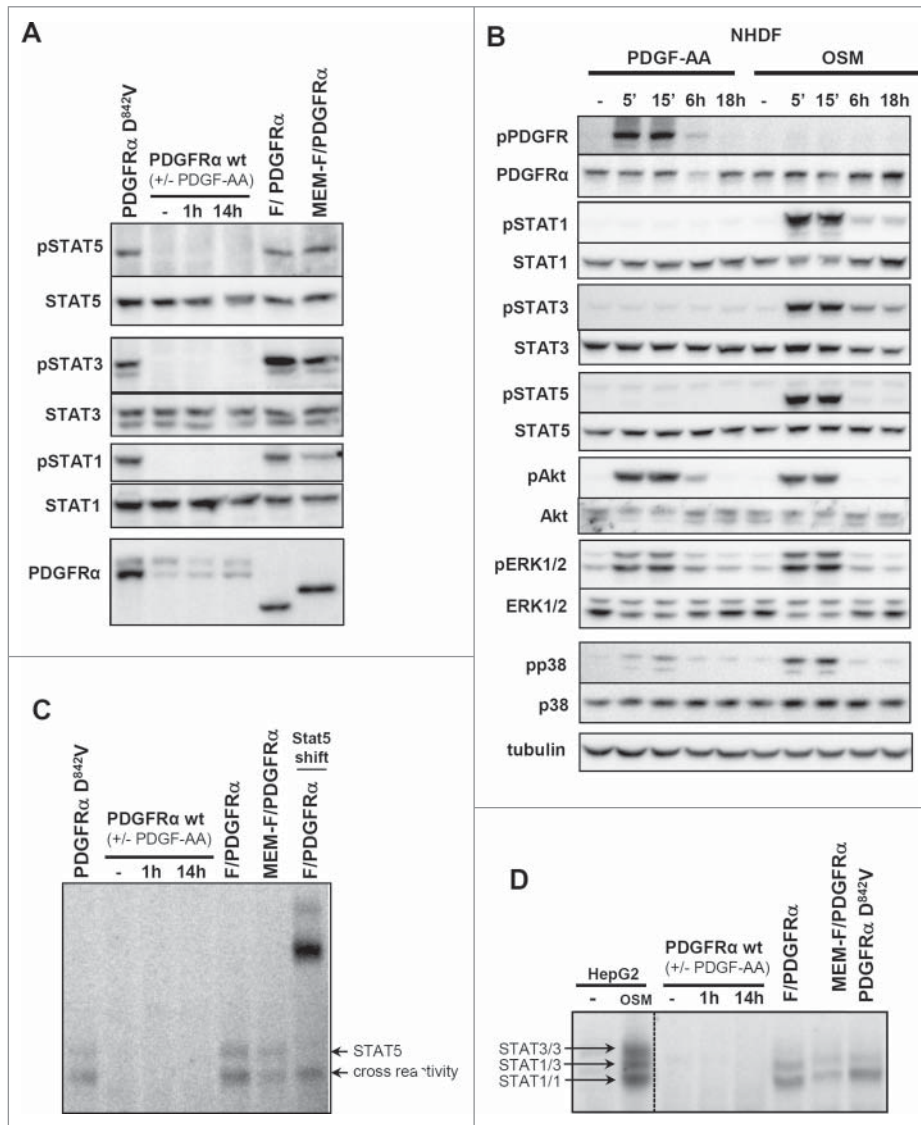 A
PDGFRα D⁸⁴²V
PDGFRα wt
(+/- PDGF-AA)
- 1h 14h
F/ PDGFRα
MEM-F/PDGFRα
pSTAT5
STAT5
pSTAT3
STAT3
pSTAT1
STAT1
PDGFRα
B
NHDF
PDGF-AA OSM
- 5' 15' 6h 18h - 5' 15' 6h 18h
pPDGFR
PDGFRα
pSTAT1
STAT1
pSTAT3
STAT3
pSTAT5
STAT5
pAkt
Akt
pERK1/2
ERK1/2
pp38
p38
tubulin
C
PDGFRα D⁸⁴²V
PDGFRα wt
(+/- PDGF-AA)
- 1h 14h
F/PDGFRα
MEM-F/PDGFRα
Stat5
shift
F/PDGFRα
STAT5
cross reactivity
D
HepG2
- OSM
PDGFRα wt
(+/- PDGF-AA)
- 1h 14h
F/PDGFRα
MEM-F/PDGFRα
PDGFRα D⁸⁴²V
STAT3/3
STAT1/3
STAT1/1